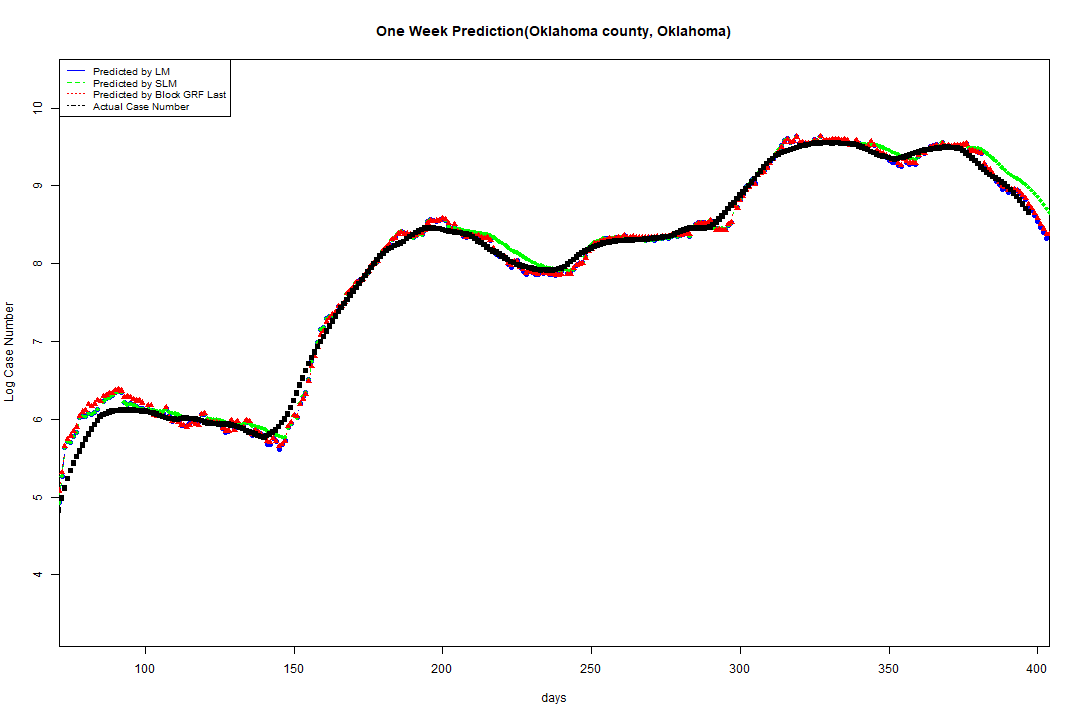 One Week Prediction(Oklahoma county, Oklahoma)
Predicted by LM
Predicted by SLM
Predicted by Block GRF Last
Actual Case Number
10
9
8
7
6
5
4
Log Case Number
100 150 200 250 300 350 400
days